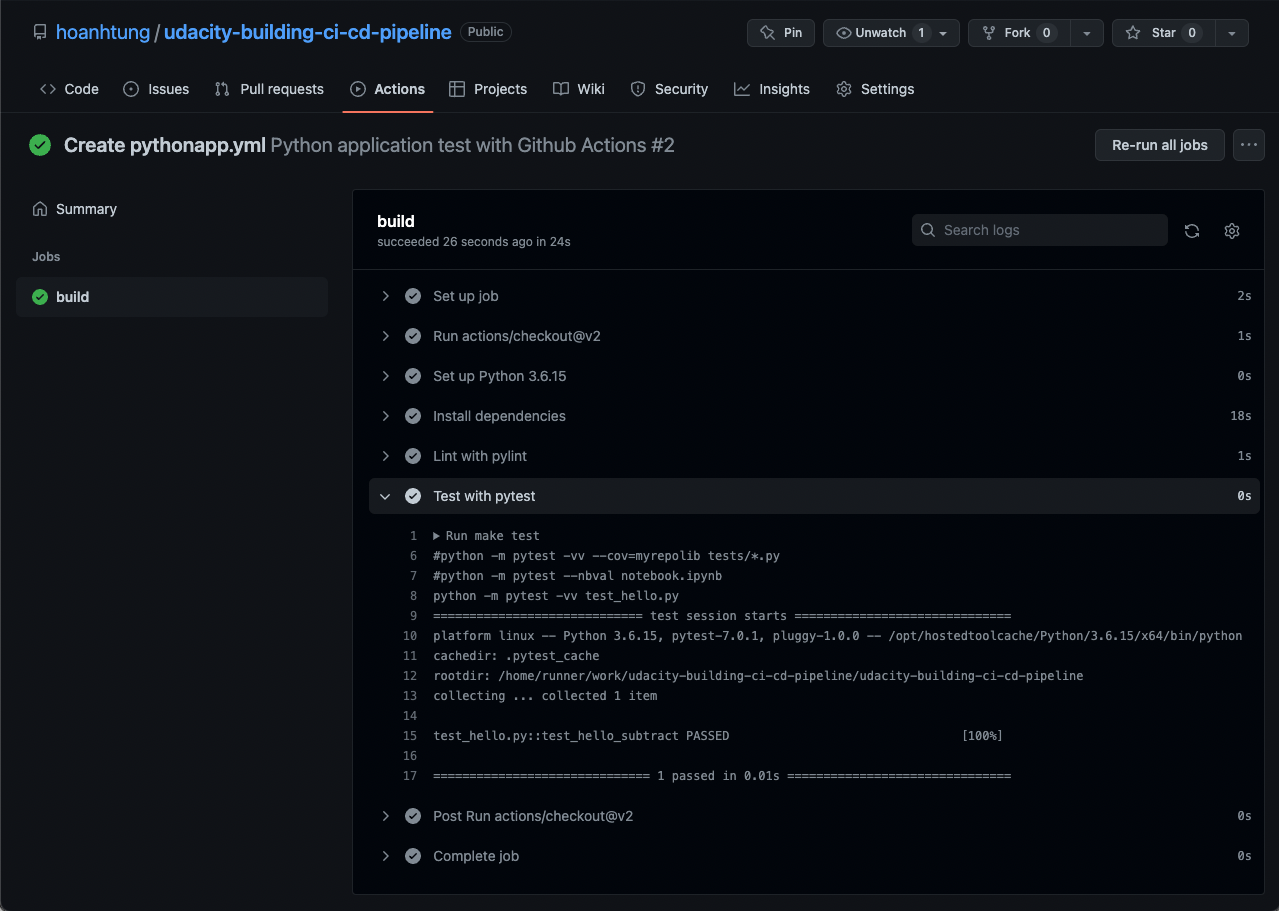 hoanhtung / udacity-building-ci-cd-pipeline Public Pin Unwatch 1 Fork 0 Star 0
Code Issues Pull requests Actions Projects Wiki Security Insights Settings
Create pythonapp.yml Python application test with Github Actions #2 Re-run all jobs ...
Summary
Jobs
build
build
succeeded 26 seconds ago in 24s
Search logs
Set up job 2s
Run actions/checkout@v2 1s
Set up Python 3.6.15 0s
Install dependencies 18s
Lint with pylint 1s
Test with pytest 0s
1 Run make test
6 #python -m pytest -vv --cov=myrepolib tests/*.py
7 #python -m pytest --nbval notebook.ipynb
8 python -m pytest -vv test_hello.py
9 ============================= test session starts ==============================
10 platform linux -- Python 3.6.15, pytest-7.0.1, pluggy-1.0.0 -- /opt/hostedtoolcache/Python/3.6.15/x64/bin/python
11 cachedir: .pytest_cache
12 rootdir: /home/runner/work/udacity-building-ci-cd-pipeline/udacity-building-ci-cd-pipeline
13 collecting ... collected 1 item
14
15 test_hello.py::test_hello_subtract PASSED [100%]
16
17 ============================== 1 passed in 0.01s ===============================
Post Run actions/checkout@v2 0s
Complete job 0s